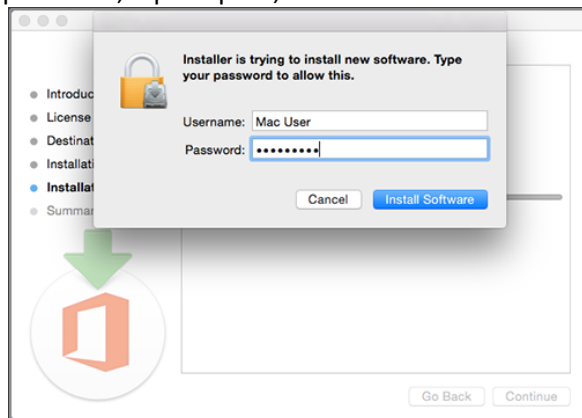 Installer is trying to install new software. Type
your password to allow this.
Username: Mac User
Password: •••••••••
Cancel Install Software
Introduc
License
Destinat
Installati
Installat
Summar
Go Back Continue